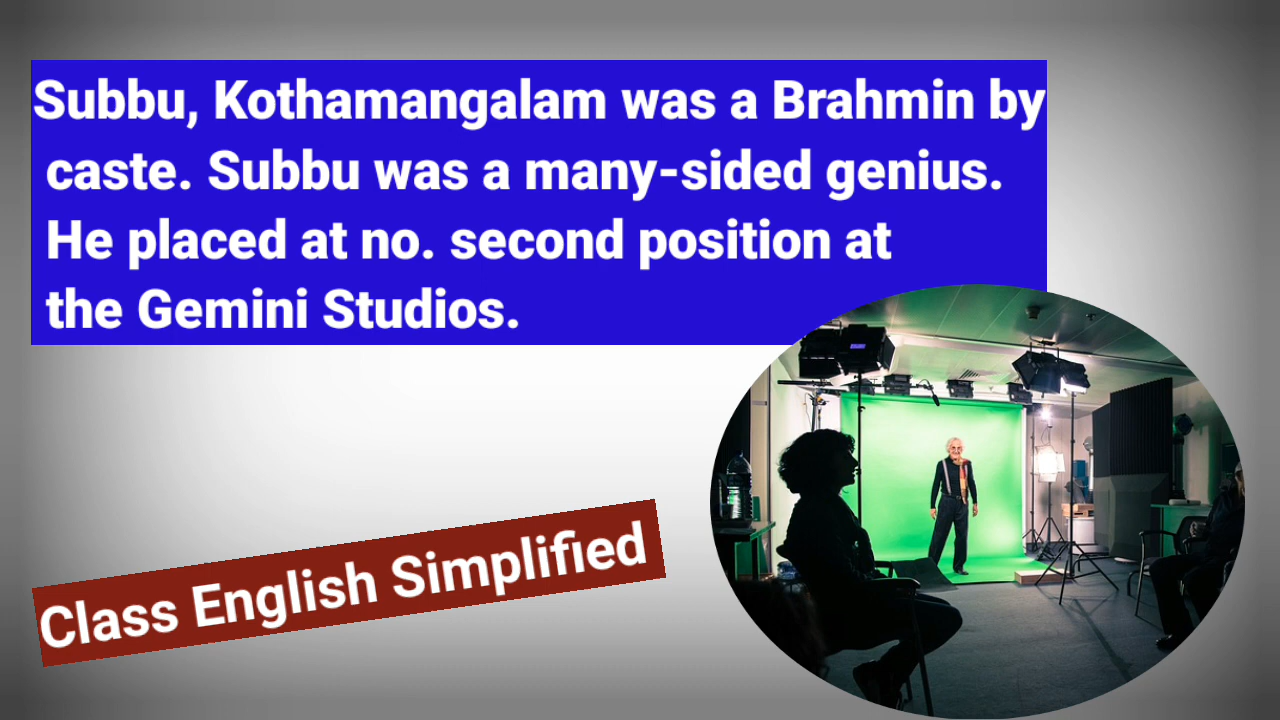 Subbu, Kothamangalam was a Brahmin by
caste. Subbu was a many-sided genius.
He placed at no. second position at
the Gemini Studios.
Class English Simplified